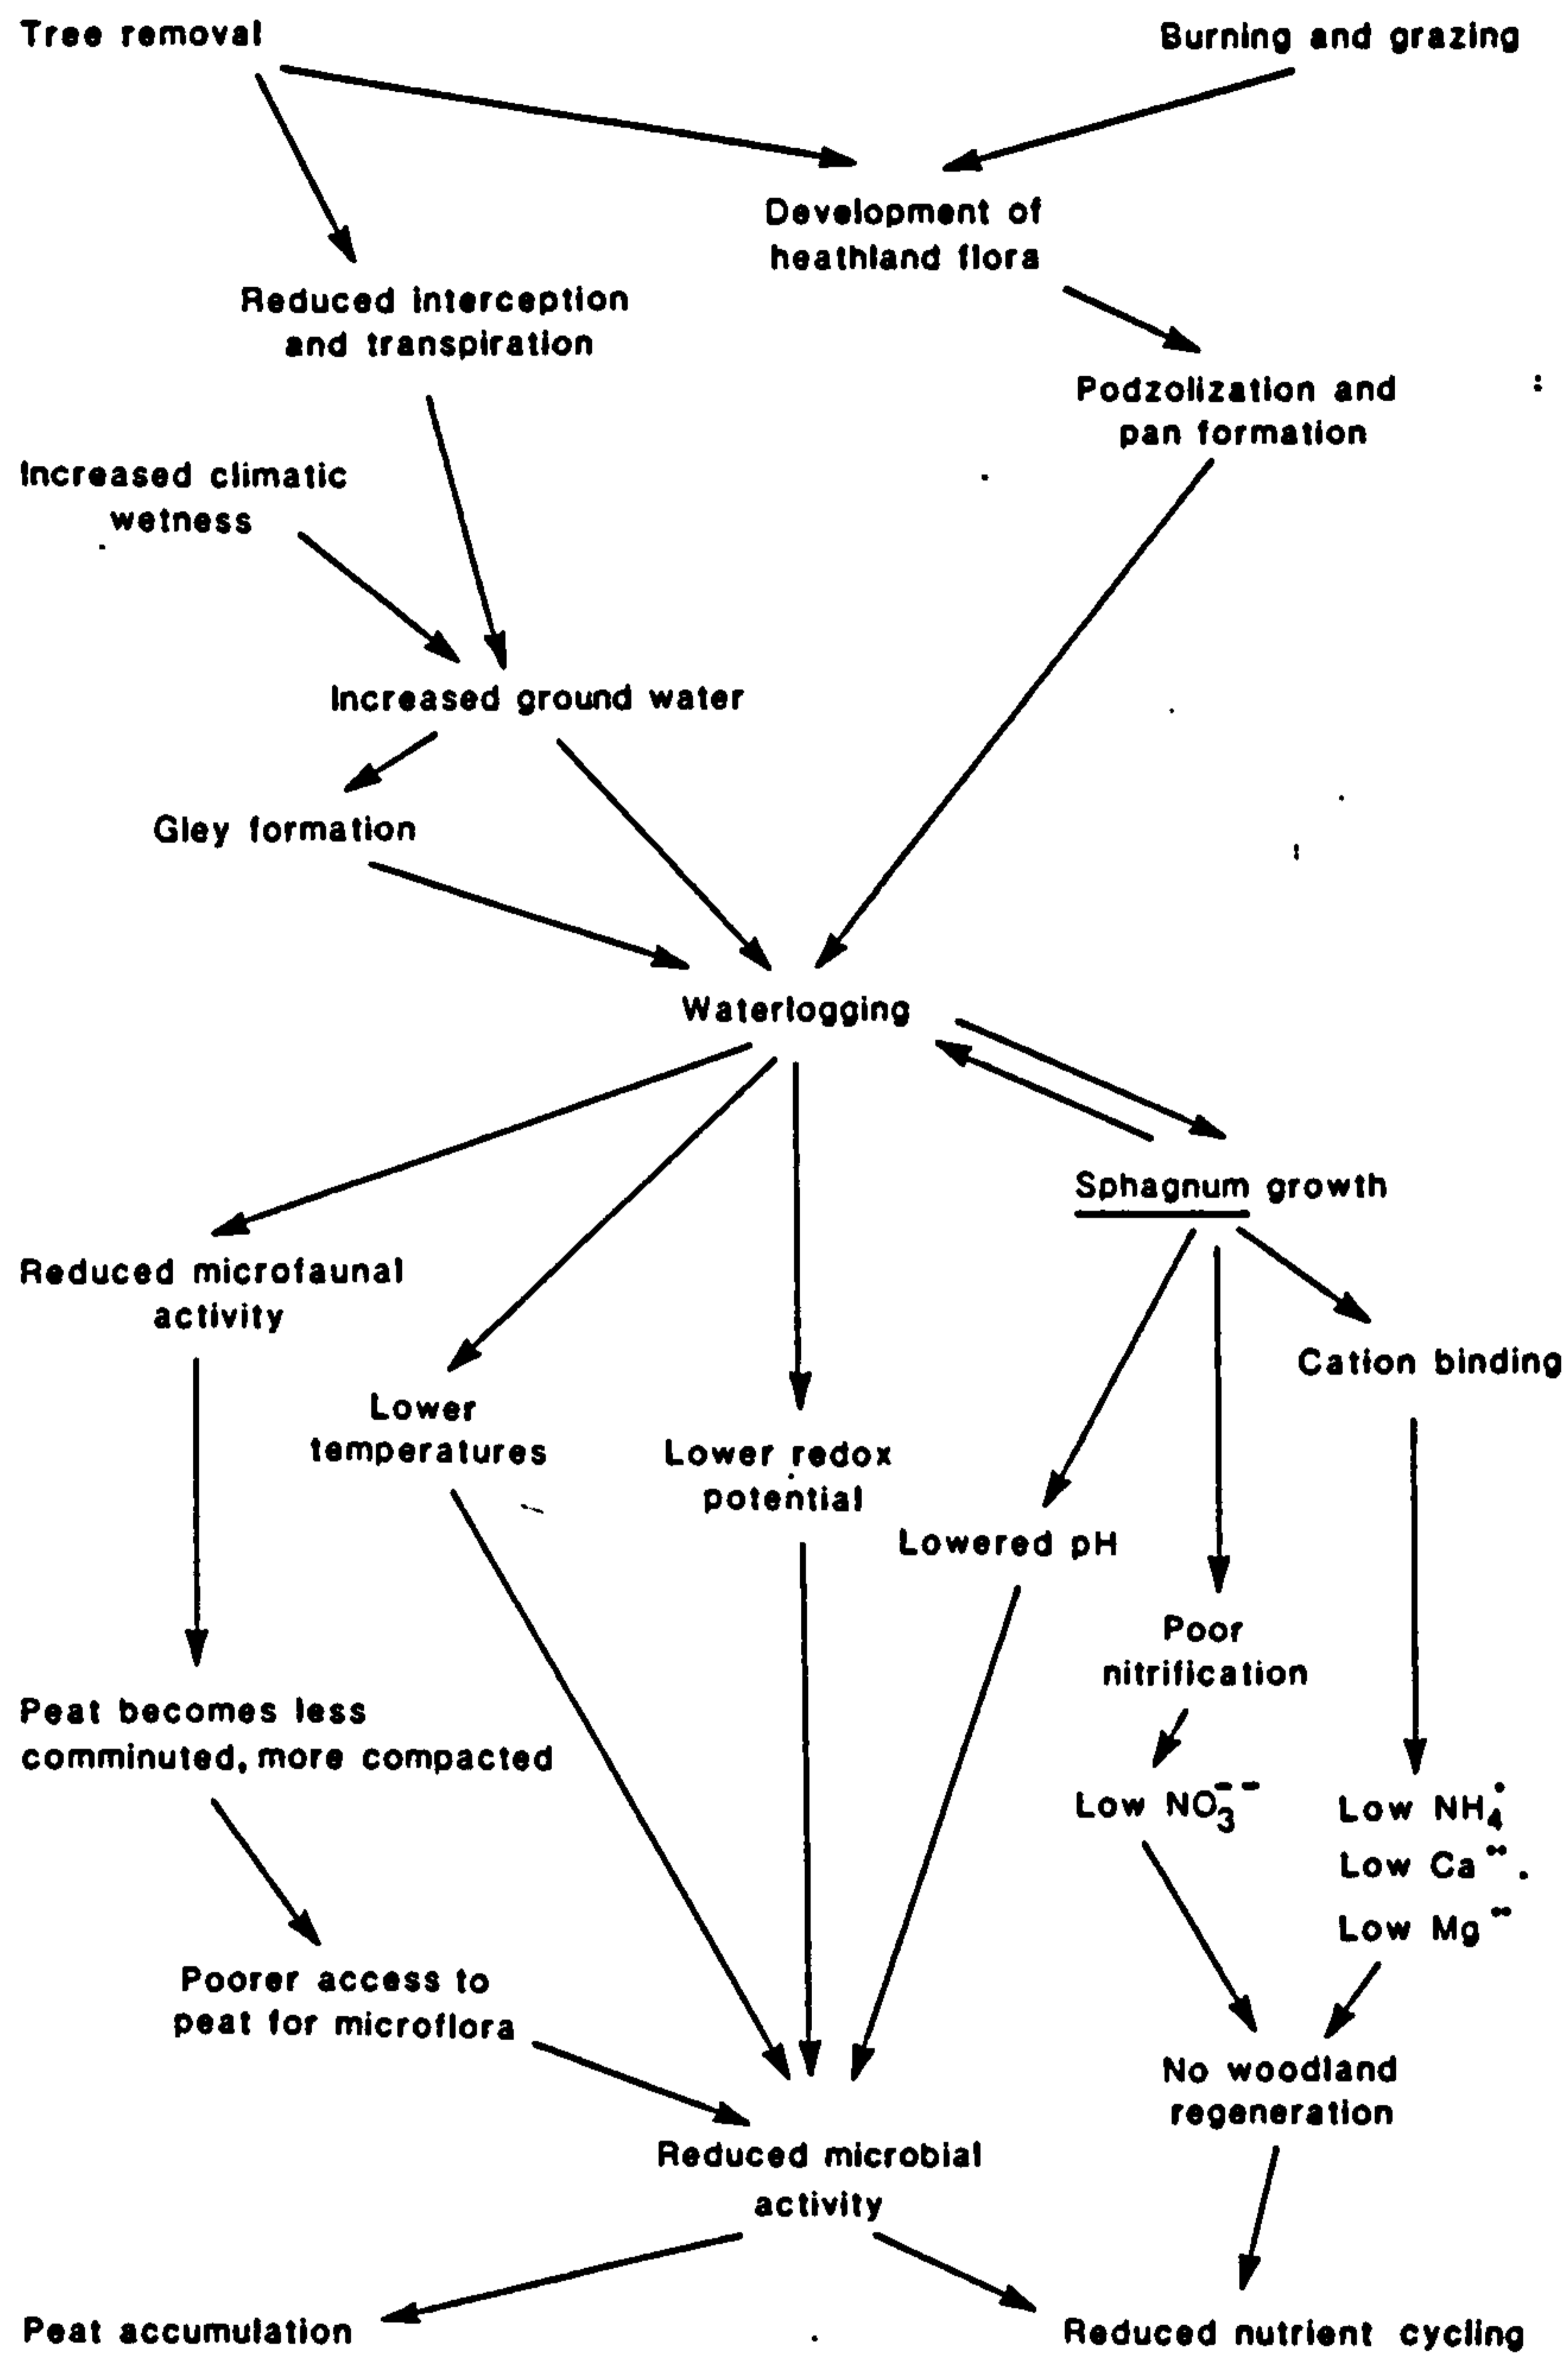 Tree removal
Burning and grazing
Development of
heathland flora
Reduced interception
and transpiration
Podzolization and
pan formation
Increased climatic
wetness
Increased ground water
Gley formation
Waterlogging
Sphagnum growth
Reduced microfaunal
activity
Cation binding
Lower
temperatures
Lower redox
potential
Lowered pH
Poor
nitrification
Peat becomes less
comminuted, more compacted
Low NO3--
Low NH4•
Low Ca••.
Low Mg••
Poorer access to
peat for microflora
No woodland
regeneration
Reduced microbial
activity
Peat accumulation
Reduced nutrient cycling